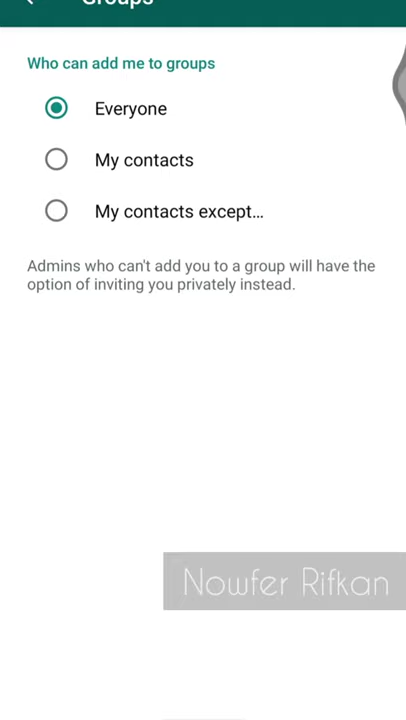 Groups
Who can add me to groups
Everyone
My contacts
My contacts except...
Admins who can't add you to a group will have the
option of inviting you privately instead.
Nowfer Rifkan